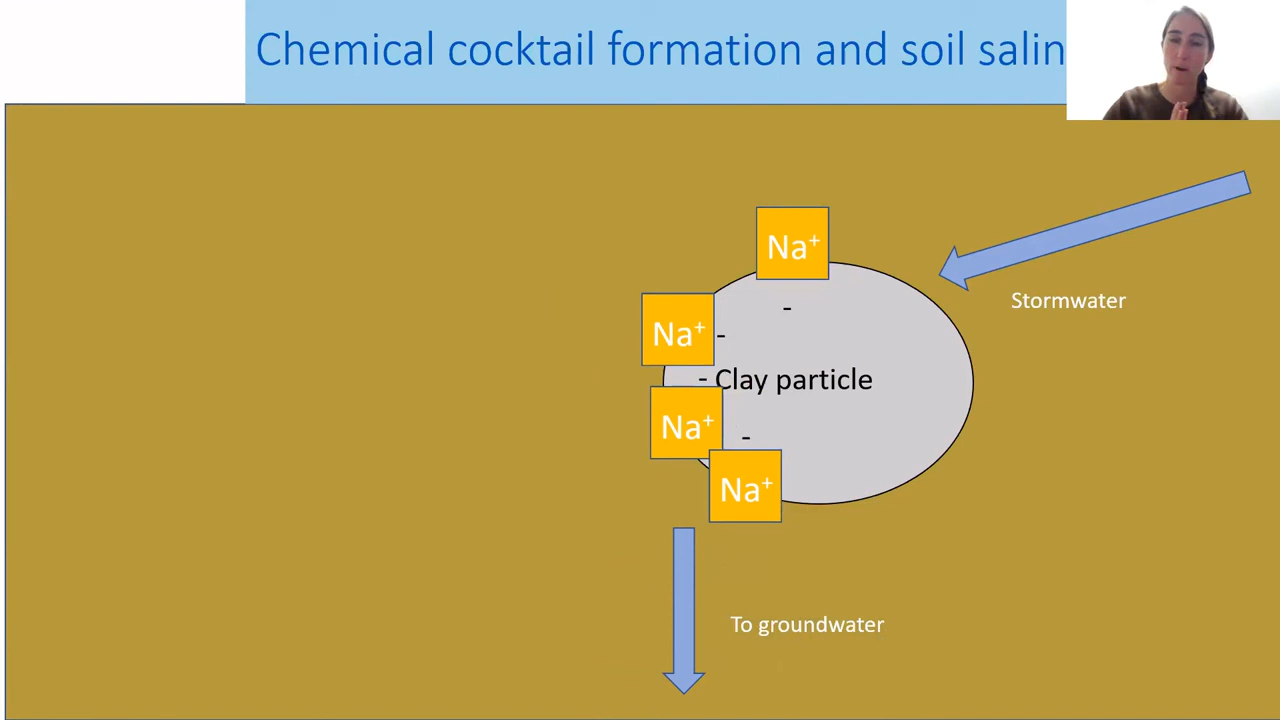 Chemical cocktail formation and soil salin
Na⁺
Stormwater
-
Na⁺ -
- Clay particle
Na⁺ -
Na⁺
To groundwater